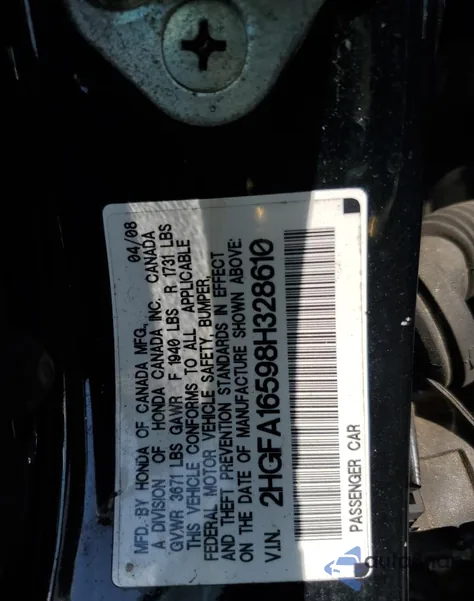 MFD. BY HONDA OF CANADA MFG., 04/08
A DIVISION OF HONDA CANADA INC. CANADA
GVWR 3671 LBS GAWR F 1940 LBS R 1731 LBS
THIS VEHICLE CONFORMS TO ALL APPLICABLE
FEDERAL MOTOR VEHICLE SAFETY, BUMPER,
AND THEFT PREVENTION STANDARDS IN EFFECT
ON THE DATE OF MANUFACTURE SHOWN ABOVE:
V.I.N. 2HGFA16598H328610
PASSENGER CAR